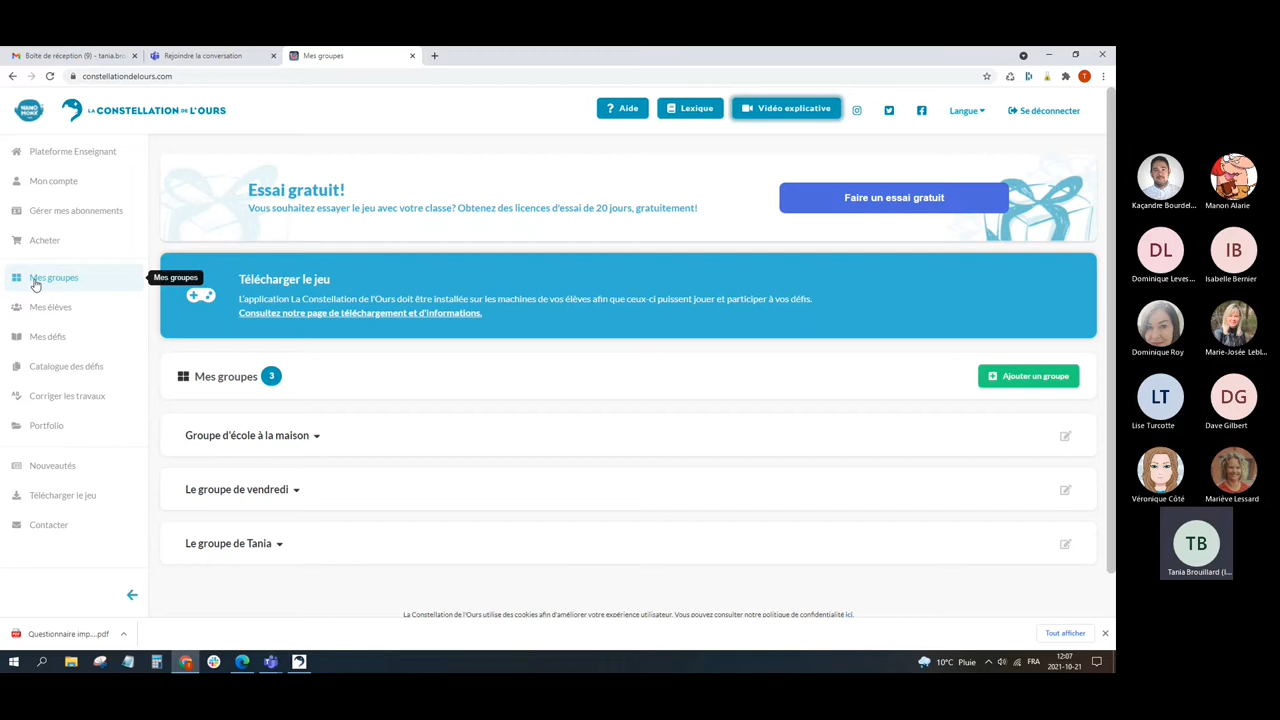 Boîte de réception (9) - tania.bro
Rejoindre la conversation
Mes groupes
constellationdelours.com
NANO MONX
LA CONSTELLATION DE L'OURS
Aide
Lexique
Vidéo explicative
Langue
Se déconnecter
Plateforme Enseignant
Mon compte
Gérer mes abonnements
Acheter
Mes groupes
Mes élèves
Mes défis
Catalogue des défis
Corriger les travaux
Portfolio
Nouveautés
Télécharger le jeu
Contacter
Mes groupes
Essai gratuit!
Vous souhaitez essayer le jeu avec votre classe? Obtenez des licences d'essai de 20 jours, gratuitement!
Faire un essai gratuit
Télécharger le jeu
L'application La Constellation de l'Ours doit être installée sur les machines de vos élèves afin que ceux-ci puissent jouer et participer à vos défis.
Consultez notre page de téléchargement et d'informations.
Mes groupes 3
Ajouter un groupe
Groupe d'école à la maison
Le groupe de vendredi
Le groupe de Tania
La Constellation de l'Ours utilise des cookies afin d'améliorer votre expérience utilisateur. Vous pouvez consulter notre politique de confidentialité ici.
Questionnaire imp....pdf
Tout afficher
10°C Pluie
FRA
12:07
2021-10-21
T
Kaçandre Bourdel...
Manon Alarie
DL
Dominique Leves...
IB
Isabelle Bernier
Dominique Roy
Marie-Josée Lebl...
LT
Lise Turcotte
DG
Dave Gilbert
Véronique Côté
Mariève Lessard
TB
Tania Brouillard (I...